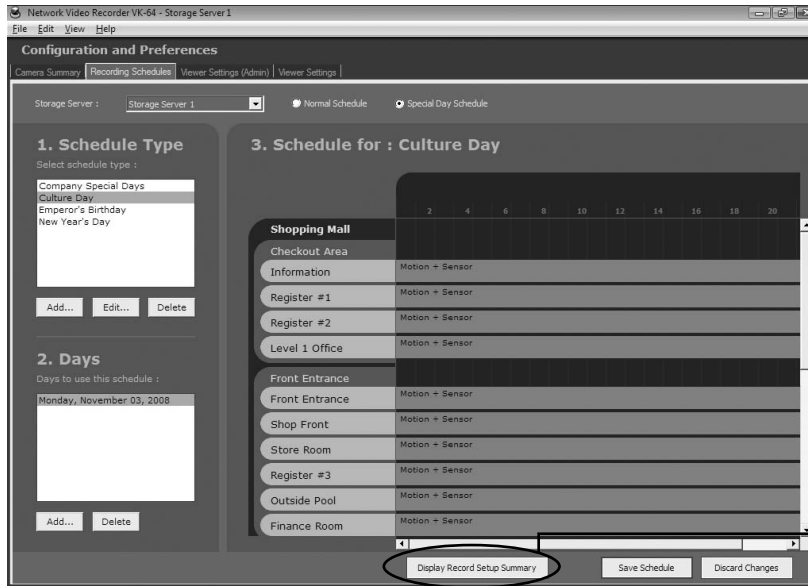 Network Video Recorder VK-64 - Storage Server 1
File Edit View Help
Configuration and Preferences
Camera Summary Recording Schedules Viewer Settings (Admin) Viewer Settings
Storage Server : Storage Server 1 Normal Schedule Special Day Schedule
1. Schedule Type
Select schedule type :
Company Special Days
Culture Day
Emperor's Birthday
New Year's Day
Add... Edit... Delete
2. Days
Days to use this schedule :
Monday, November 03, 2008
Add... Delete
3. Schedule for : Culture Day
2 4 6 8 10 12 14 16 18 20
Shopping Mall
Checkout Area
Information Motion + Sensor
Register #1 Motion + Sensor
Register #2 Motion + Sensor
Level 1 Office Motion + Sensor
Front Entrance
Front Entrance Motion + Sensor
Shop Front Motion + Sensor
Store Room Motion + Sensor
Register #3 Motion + Sensor
Outside Pool Motion + Sensor
Finance Room Motion + Sensor
Display Record Setup Summary Save Schedule Discard Changes